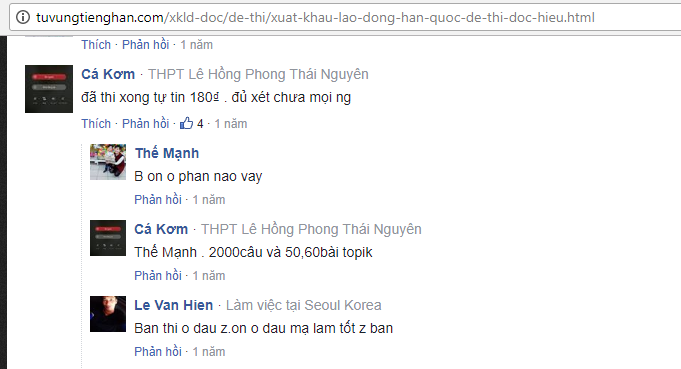 tuvungtienghan.com/xkld-doc/de-thi/xuat-khau-lao-dong-han-quoc-de-thi-doc-hieu.html
Thích · Phản hồi · 1 năm
Cá Kơm · THPT Lê Hồng Phong Thái Nguyên
đã thi xong tự tin 180₫ . đủ xét chưa mọi ng
Thích · Phản hồi · 4 · 1 năm
Thế Mạnh
B on o phan nao vay
Phản hồi · 1 năm
Cá Kơm · THPT Lê Hồng Phong Thái Nguyên
Thế Mạnh . 2000câu và 50,60bài topik
Phản hồi · 1 năm
Le Van Hien · Làm việc tại Seoul Korea
Ban thi o dau z.on o dau mạ lam tốt z ban
Phản hồi · 1 năm